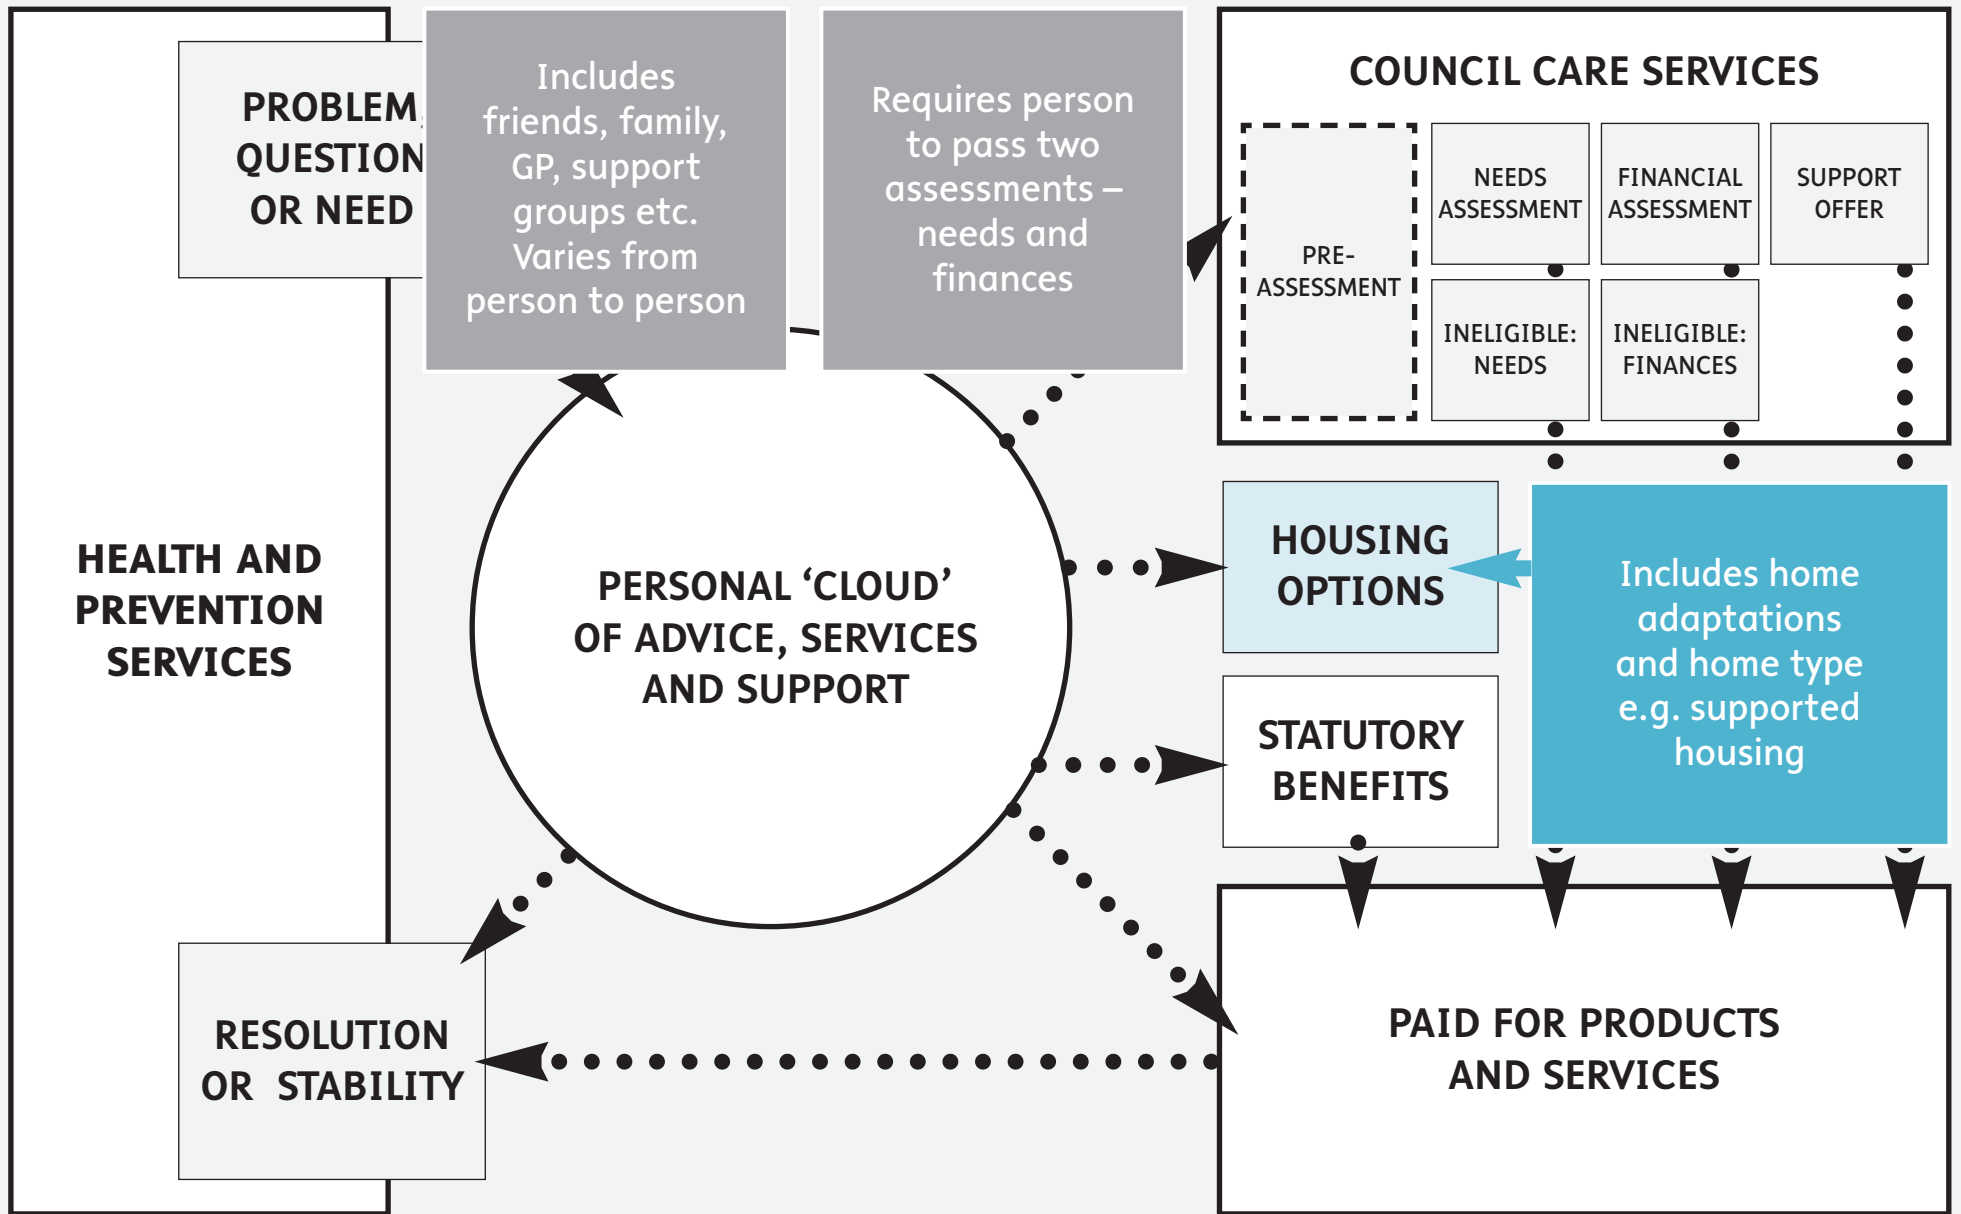 PROBLEM,
QUESTION
OR NEED
Includes
friends, family,
GP, support
groups etc.
Varies from
person to person
Requires person
to pass two
assessments –
needs and
finances
COUNCIL CARE SERVICES
PRE-
ASSESSMENT
NEEDS
ASSESSMENT
FINANCIAL
ASSESSMENT
SUPPORT
OFFER
INELIGIBLE:
NEEDS
INELIGIBLE:
FINANCES
HEALTH AND
PREVENTION
SERVICES
PERSONAL ‘CLOUD’
OF ADVICE, SERVICES
AND SUPPORT
HOUSING
OPTIONS
Includes home
adaptations
and home type
e.g. supported
housing
STATUTORY
BENEFITS
RESOLUTION
OR  STABILITY
PAID FOR PRODUCTS
AND SERVICES